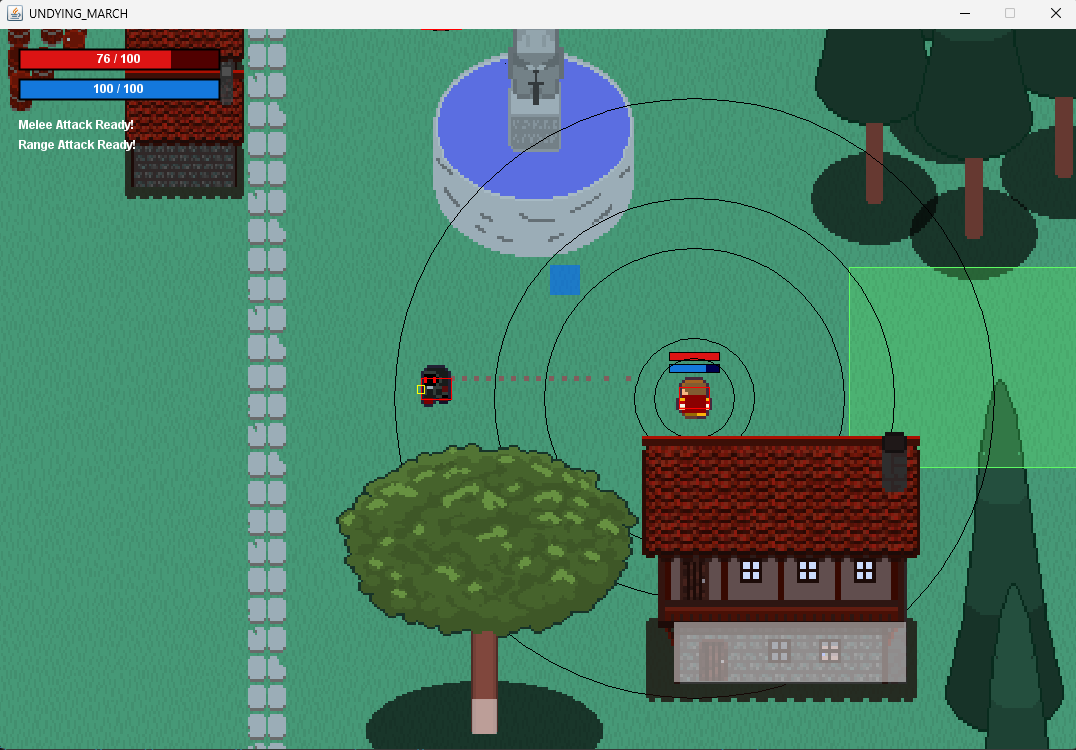 UNDYING_MARCH
76 / 100
100 / 100
Melee Attack Ready!
Range Attack Ready!